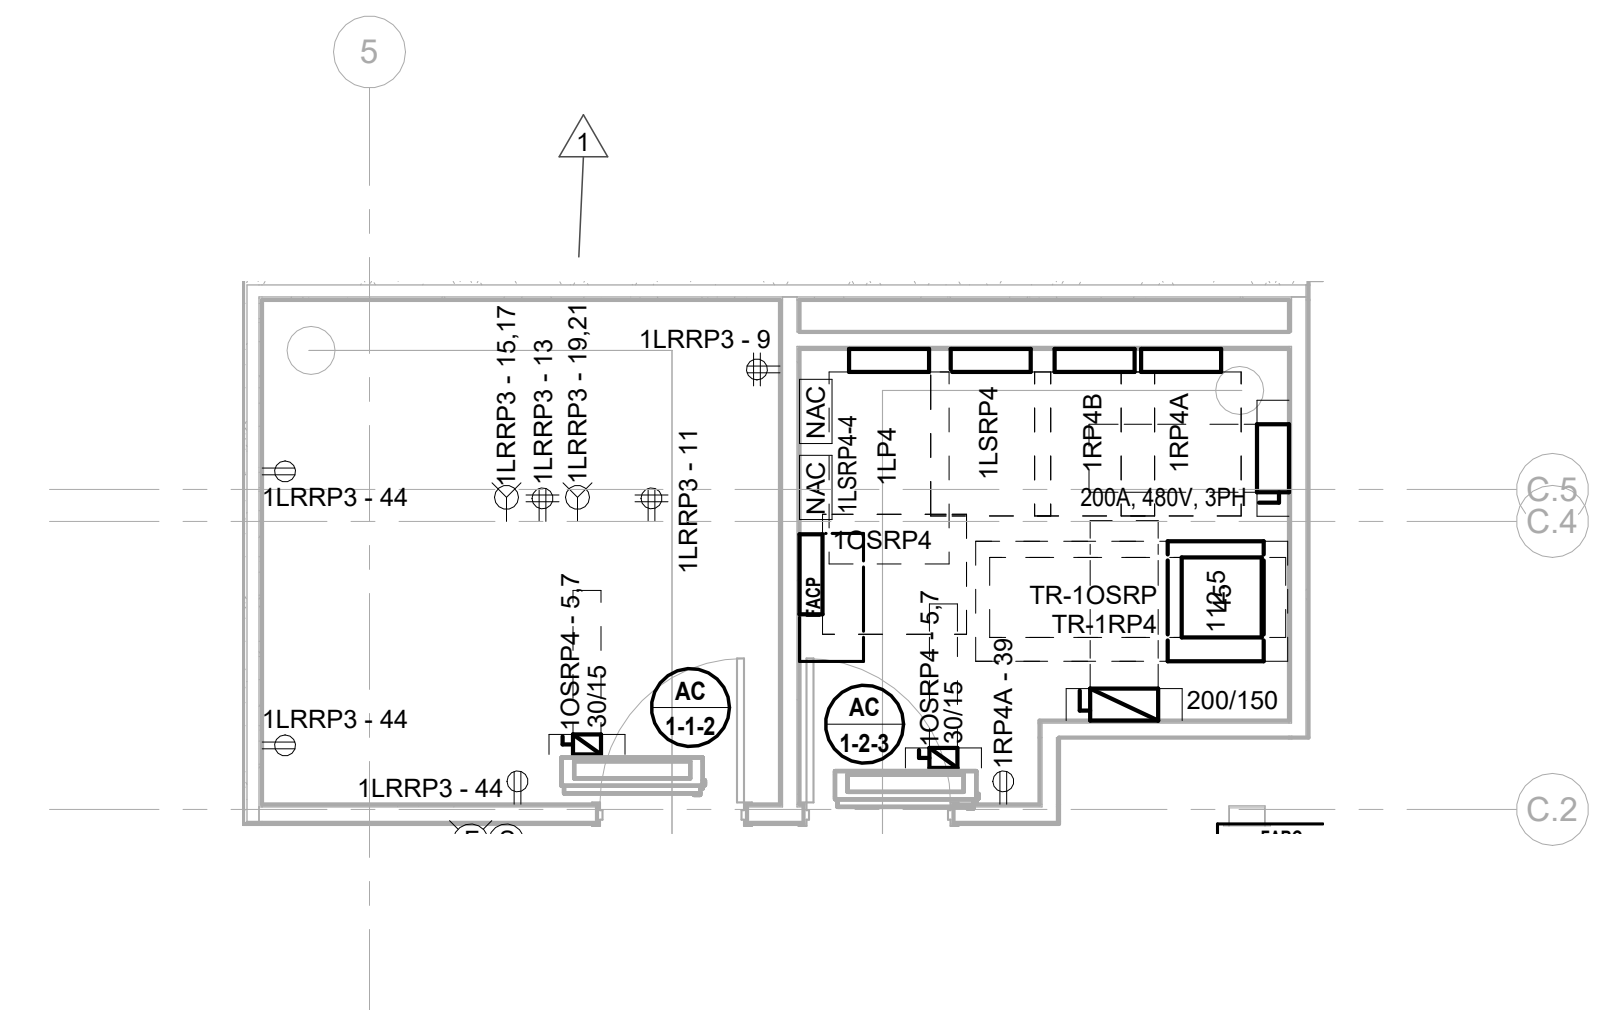 5
1
1LRRP3 - 15,17
1LRRP3 - 13
1LRRP3 - 19,21
1LRRP3 - 9
1LRRP3 - 11
1LRRP3 - 44
NAC
NAC
1LSRP4-4
1LP4
1LSRP4
1RP4B
1RP4A
200A, 480V, 3PH
C.5
C.4
1OSRP4
FACP
TR-1OSRP
TR-1RP4
112.5
45
1OSRP4 - 5,7
30/15
AC
1-1-2
1OSRP4 - 5,7
30/15
AC
1-2-3
1RP4A - 39
200/150
1LRRP3 - 44
1LRRP3 - 44
C.2